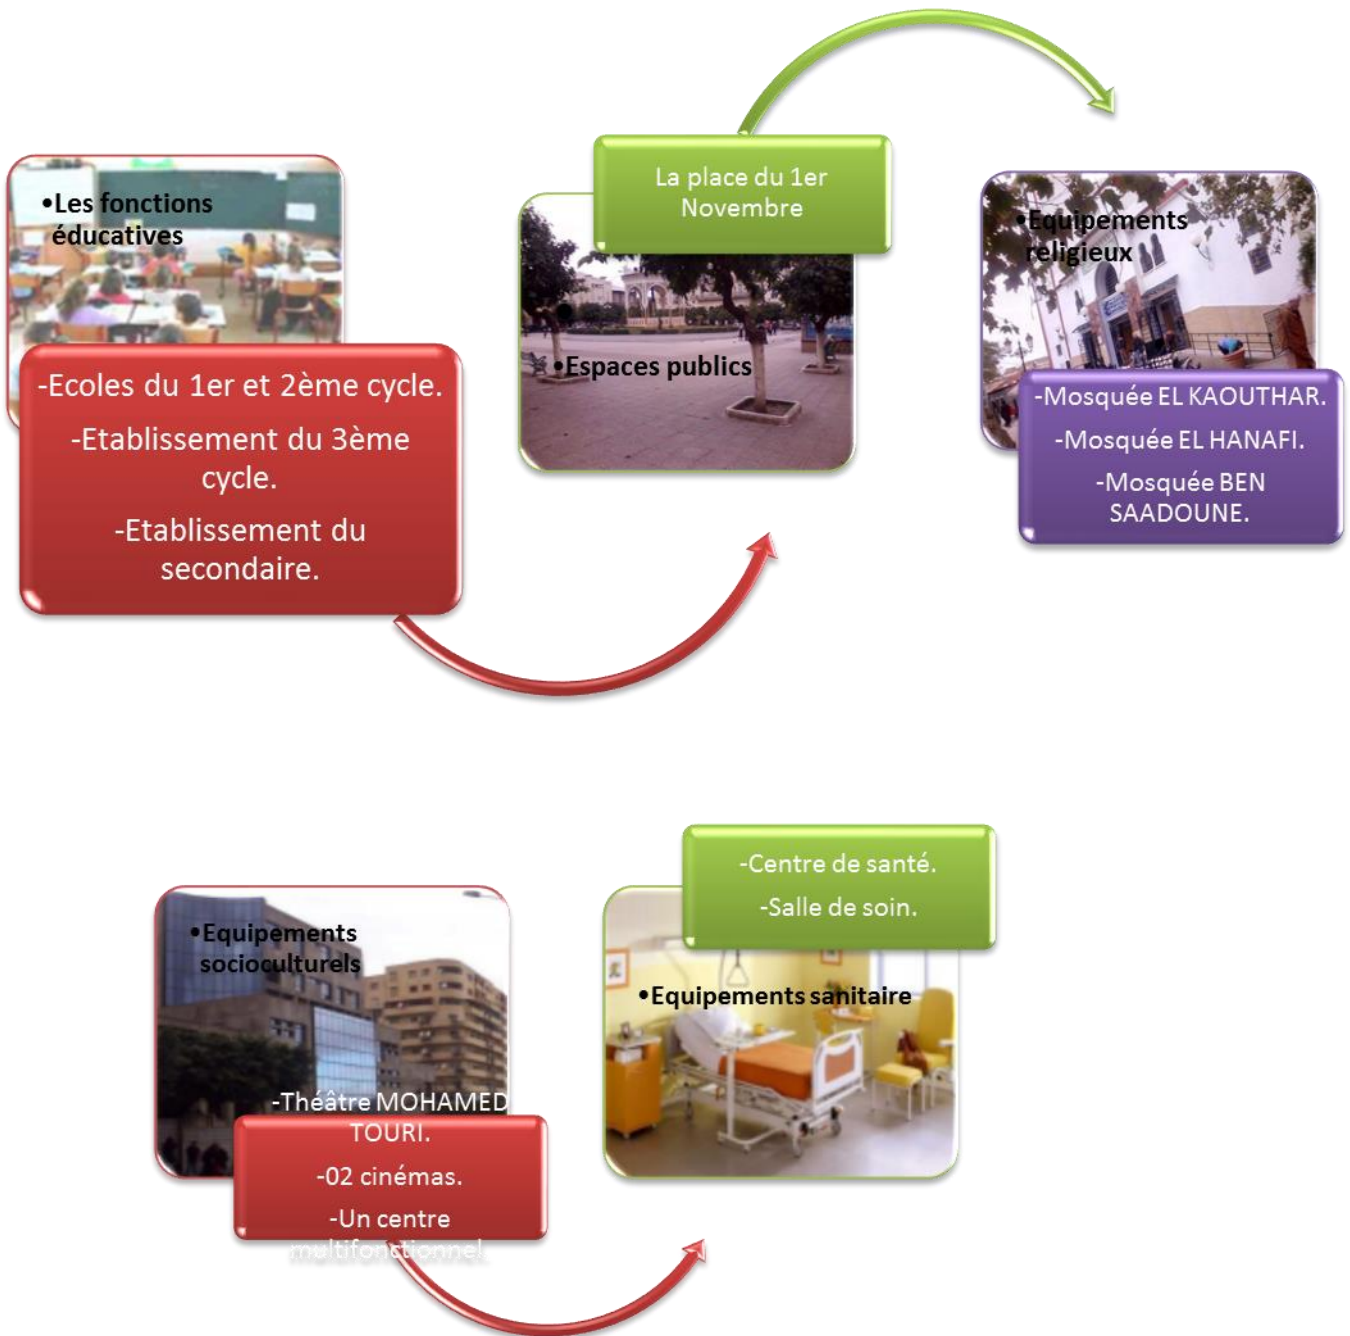 •Les fonctions
éducatives
-Ecoles du 1er et 2ème cycle.
-Etablissement du 3ème
cycle.
-Etablissement du
secondaire.
La place du 1er
Novembre
•Espaces publics
•Equipements
religieux
-Mosquée EL KAOUTHAR.
-Mosquée EL HANAFI.
-Mosquée BEN
SAADOUNE.
•Equipements
socioculturels
-Théâtre MOHAMED
TOURI.
-02 cinémas.
-Un centre
multifonctionnel.
-Centre de santé.
-Salle de soin.
•Equipements sanitaire